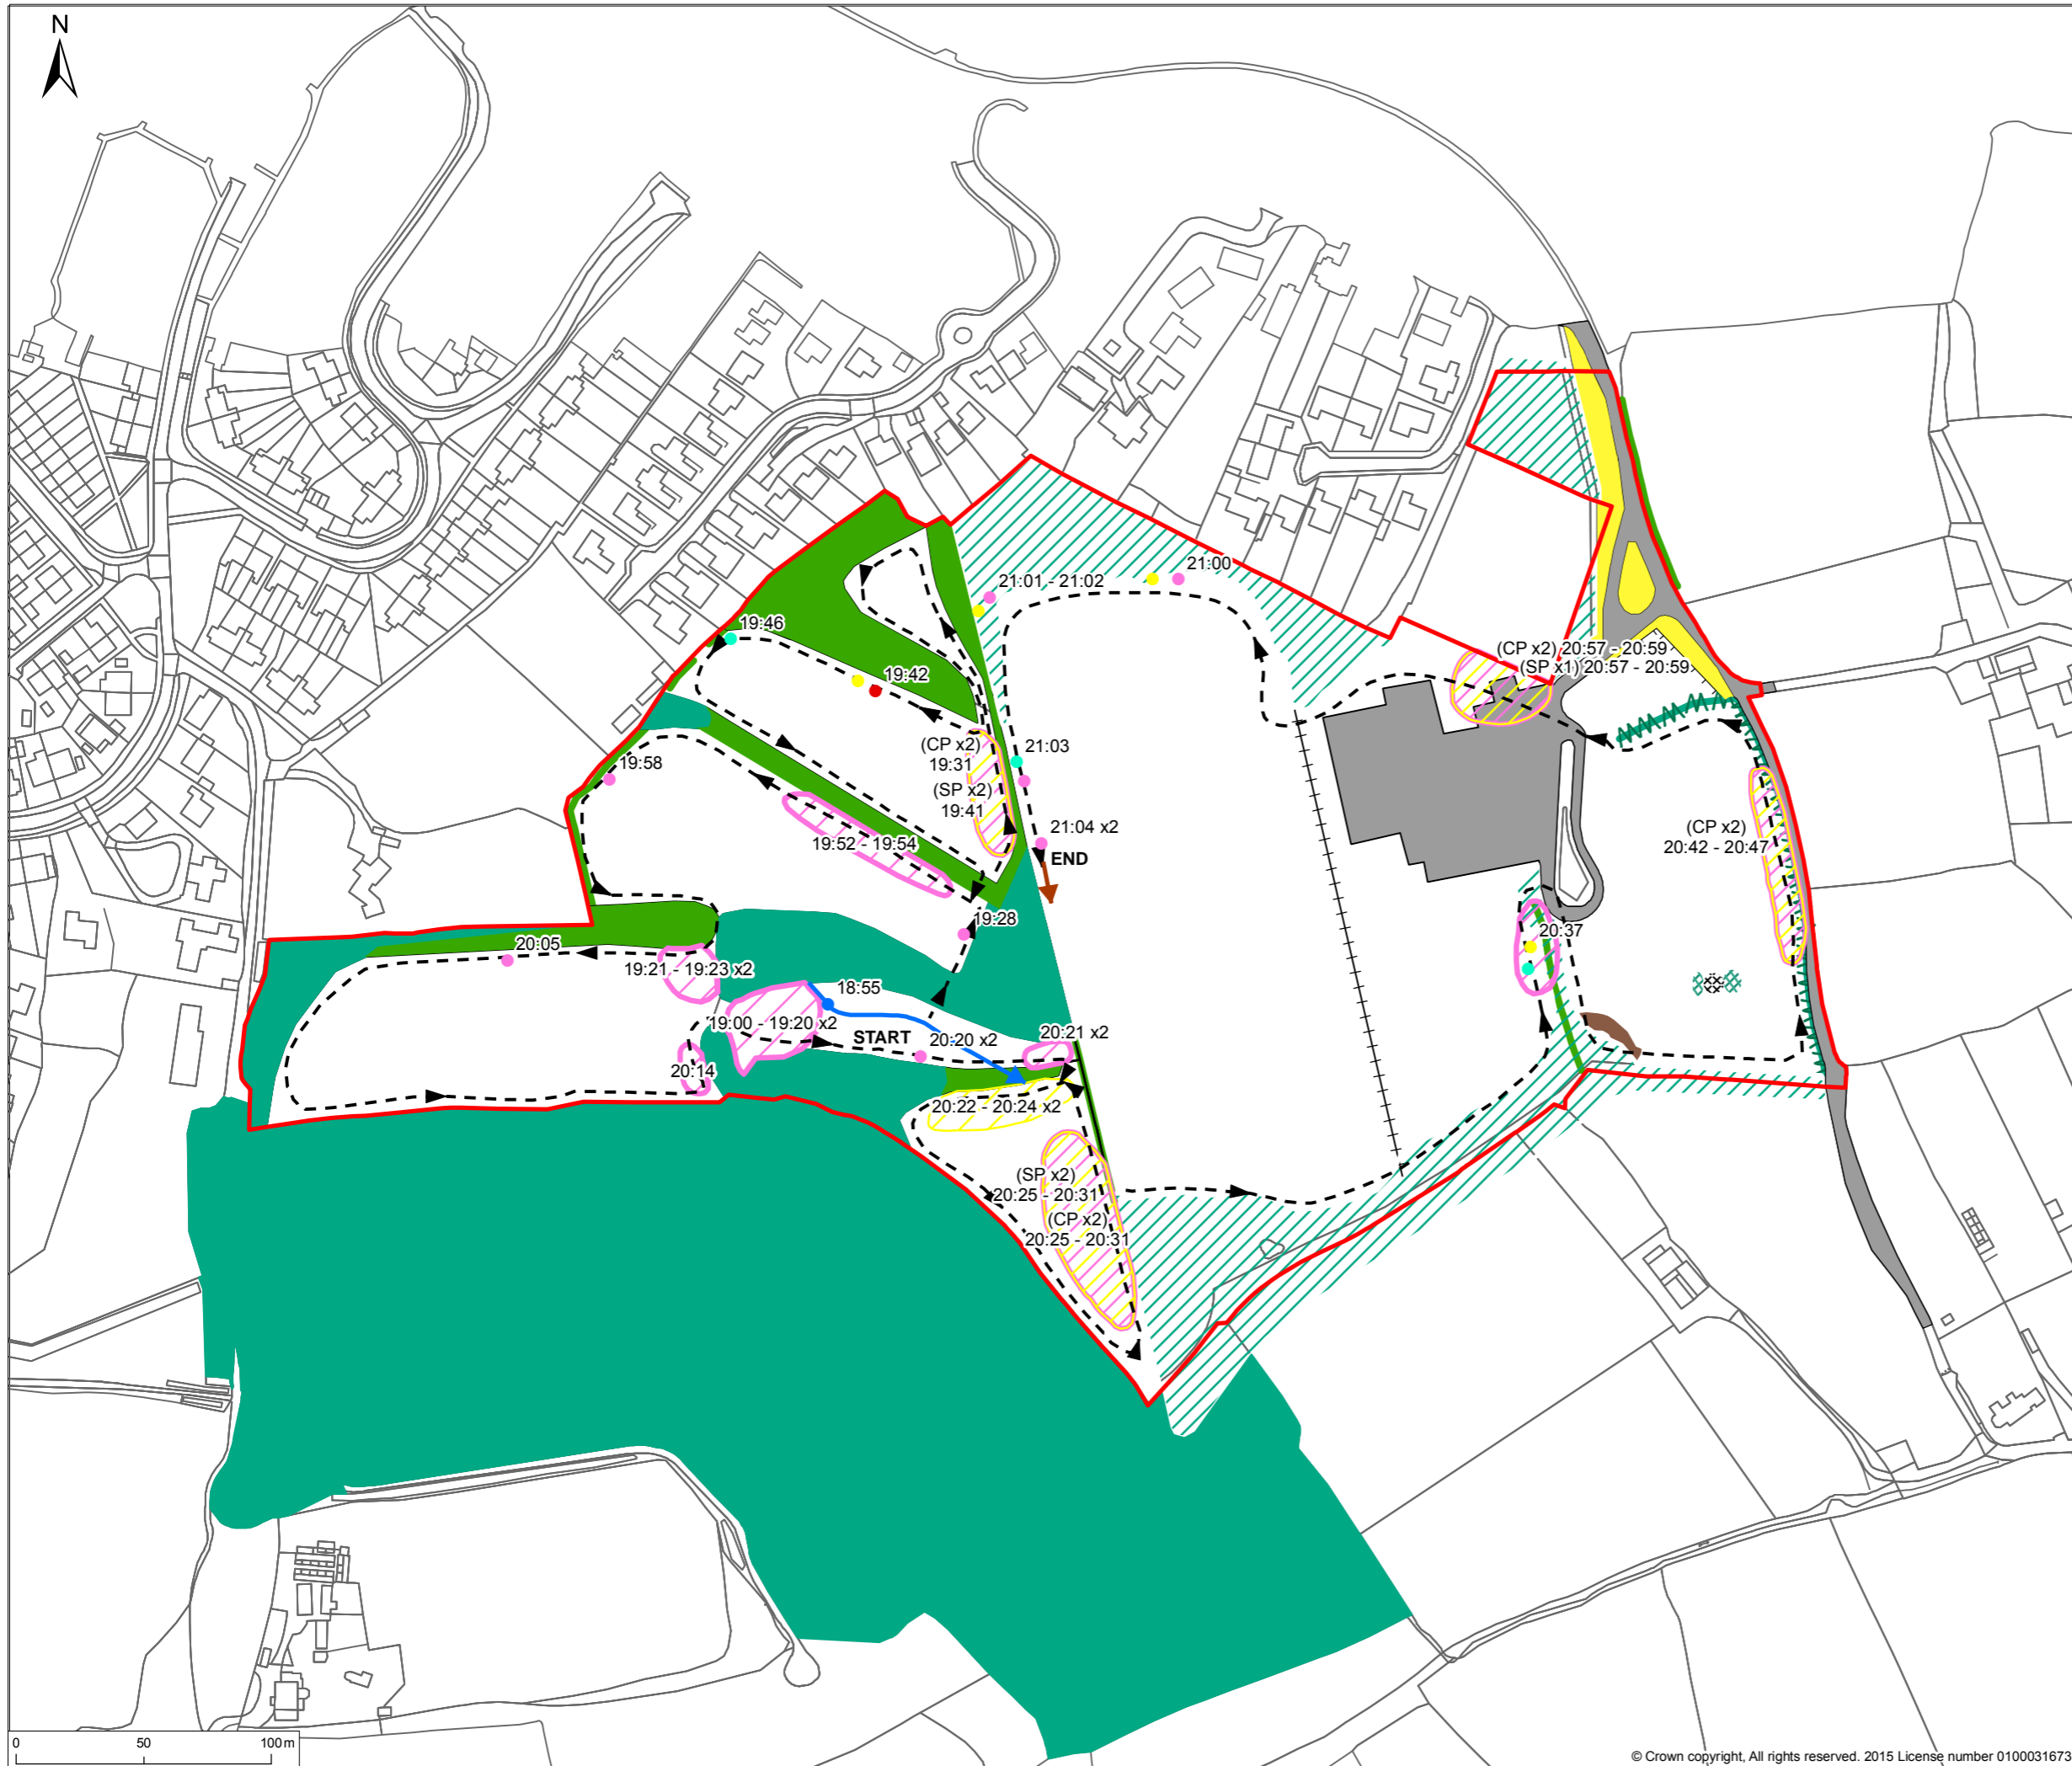 N
19:46
21:01 - 21:02
21:00
19:42
(CP x2) 20:57 - 20:59
(SP x1) 20:57 - 20:59
(CP x2)
19:31
(SP x2)
19:41
21:03
19:58
19:52 - 19:54
21:04 x2
END
(CP x2)
20:42 - 20:47
19:28
20:37
20:05
19:21 - 19:23 x2
18:55
19:00 - 19:20 x2
START
20:20 x2
20:21 x2
20:14
20:22 - 20:24 x2
(SP x2)
20:25 - 20:31
(CP x2)
20:25 - 20:31
0 50 100 m
© Crown copyright, All rights reserved. 2015 License number 0100031673